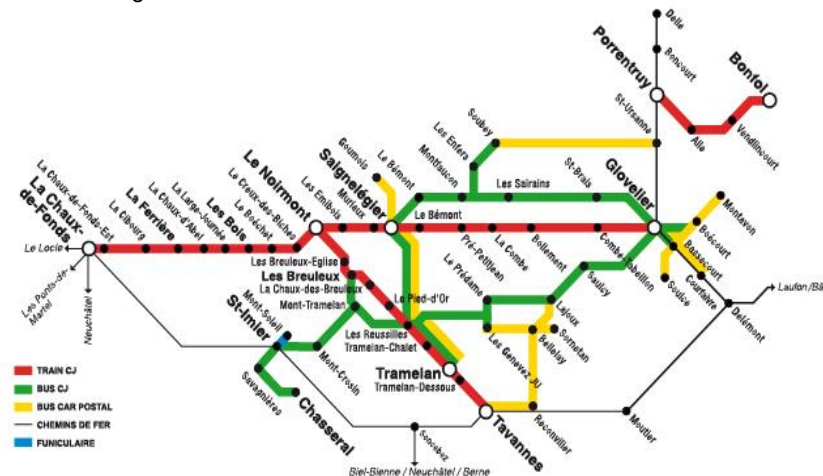 Delle
Boncourt
Porrentruy
Bonfol
St-Ursanne
Alle
Vendlincourt
Soubey
Les Enfers
Montfaucon
Goumois
Le Bémont
Saignelégier
Les Sairains
St-Brais
Glovelier
Montavon
Boécourt
Bassecourt
Soulce
Courfaivre
Delémont
Laufon/Bâl
La Chaux-de-Fonds-Est
La Chaux-
de-Fonds
La Cibourg
La Ferrière
La Chaux-d'Abel
La Large-Journée
Les Bois
Le Boéchet
Le Creux-des-Biches
Le Noirmont
Les Emibois
Muriaux
Le Bémont
Pré-Petitjean
La Combe
Bollement
Combe-Tabeillon
Le Locle
Les Ponts-de-
Martel
Neuchâtel
Les Breuleux-Eglise
Les Breuleux
La Chaux-des-Breuleux
Mont-Tramelan
Le Pied-d'Or
Le Prédame
Lajoux
Saulcy
St-Imier
Mont-Soleil
Les Reussilles
Tramelan-Chalet
Les Genevez JU
Bellelay
Sornetan
Mont-Crosin
Savagnières
Chasseral
Tramelan
Tramelan-Dessous
Tavannes
Reconvilier
Moutier
Sonceboz
Biel-Bienne / Neuchâtel / Berne
TRAIN CJ
BUS CJ
BUS CAR POSTAL
CHEMINS DE FER
FUNICULAIRE